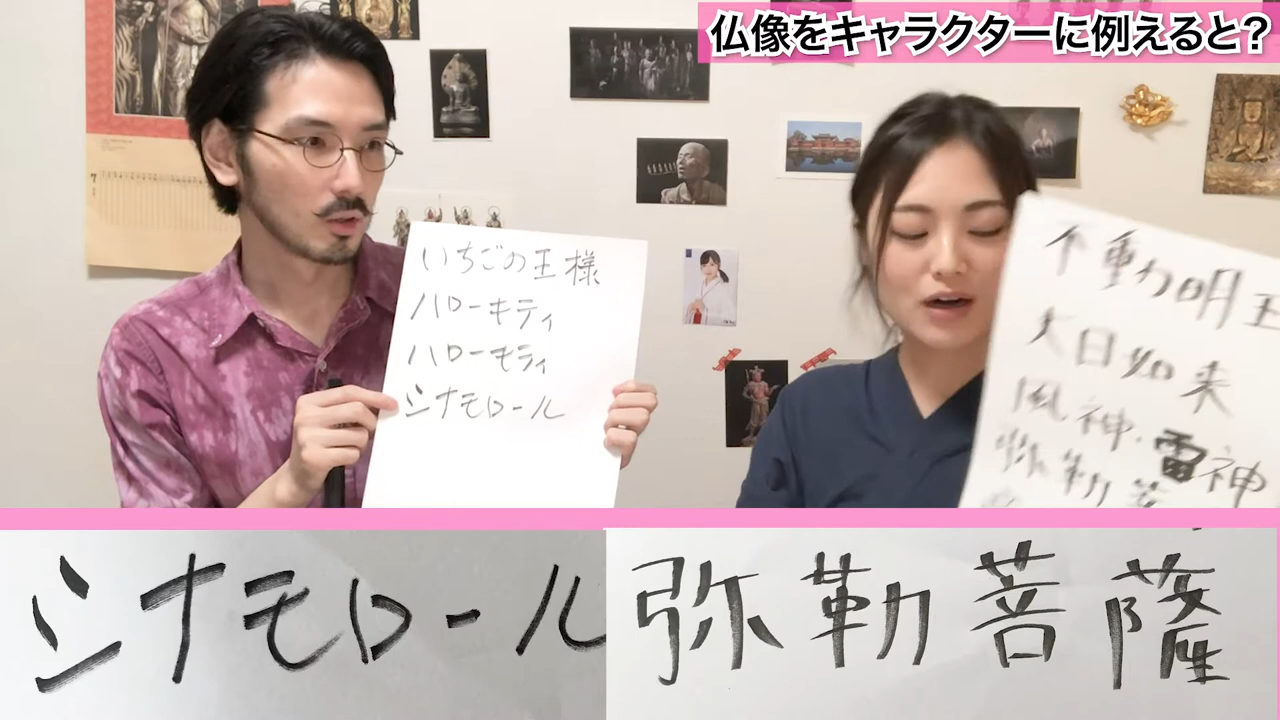 仏像をキャラクターに例えると?
いちごの王様
ハローキティ
ハローモティ
シナモロール
不動明王
大日如来
風神・雷神
弥勒菩
シナモロール
弥勒菩薩